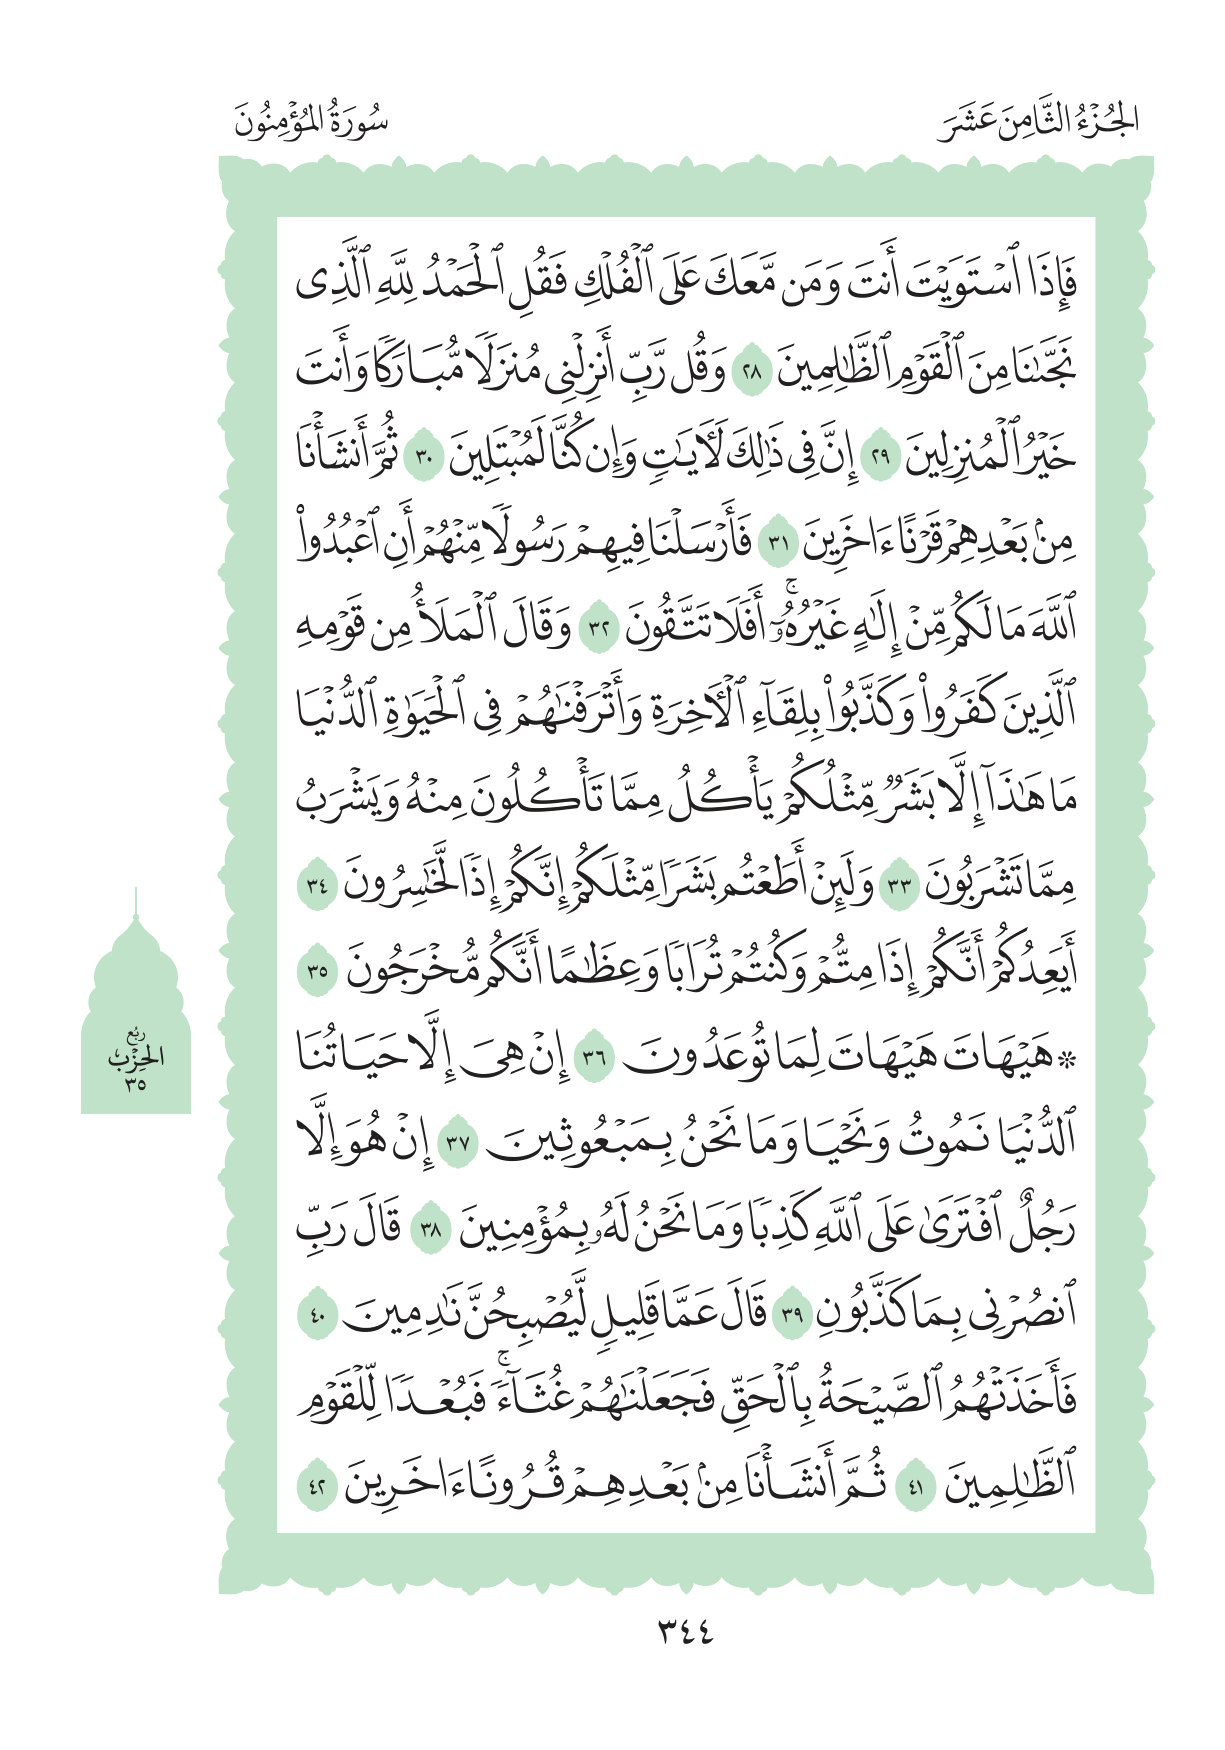 الجُزْءُ الثَّامِنَ عَشَرَ
سُورَةُ المُؤْمِنُونَ
فَإِذَا ٱسْتَوَيْتَ أَنتَ وَمَن مَّعَكَ عَلَى ٱلْفُلْكِ فَقُلِ ٱلْحَمْدُ لِلَّهِ ٱلَّذِى
نَجَّىٰنَا مِنَ ٱلْقَوْمِ ٱلظَّٰلِمِينَ ٢٨ وَقُل رَّبِّ أَنزِلْنِى مُنزَلًا مُّبَارَكًا وَأَنتَ
خَيْرُ ٱلْمُنزِلِينَ ٢٩ إِنَّ فِى ذَٰلِكَ لَءَايَٰتٍ وَإِن كُنَّا لَمُبْتَلِينَ ٣٠ ثُمَّ أَنشَأْنَا
مِنۢ بَعْدِهِمْ قَرْنًا ءَاخَرِينَ ٣١ فَأَرْسَلْنَا فِيهِمْ رَسُولًا مِّنْهُمْ أَنِ ٱعْبُدُوا۟
ٱللَّهَ مَا لَكُم مِّنْ إِلَٰهٍ غَيْرُهُۥٓ ۚ أَفَلَا تَتَّقُونَ ٣٢ وَقَالَ ٱلْمَلَأُ مِن قَوْمِهِ
ٱلَّذِينَ كَفَرُوا۟ وَكَذَّبُوا۟ بِلِقَآءِ ٱلْءَاخِرَةِ وَأَتْرَفْنَٰهُمْ فِى ٱلْحَيَوٰةِ ٱلدُّنْيَا
مَا هَٰذَآ إِلَّا بَشَرٌ مِّثْلُكُمْ يَأْكُلُ مِمَّا تَأْكُلُونَ مِنْهُ وَيَشْرَبُ
مِمَّا تَشْرَبُونَ ٣٣ وَلَئِنْ أَطَعْتُم بَشَرًا مِّثْلَكُمْ إِنَّكُمْ إِذًا لَّخَٰسِرُونَ ٣٤
أَيَعِدُكُمْ أَنَّكُمْ إِذَا مِتُّمْ وَكُنتُمْ تُرَابًا وَعِظَٰمًا أَنَّكُم مُّخْرَجُونَ ٣٥
۞ هَيْهَاتَ هَيْهَاتَ لِمَا تُوعَدُونَ ٣٦ إِنْ هِىَ إِلَّا حَيَاتُنَا
ٱلدُّنْيَا نَمُوتُ وَنَحْيَا وَمَا نَحْنُ بِمَبْعُوثِينَ ٣٧ إِنْ هُوَ إِلَّا
رَجُلٌ ٱفْتَرَىٰ عَلَى ٱللَّهِ كَذِبًا وَمَا نَحْنُ لَهُۥ بِمُؤْمِنِينَ ٣٨ قَالَ رَبِّ
ٱنصُرْنِى بِمَا كَذَّبُونِ ٣٩ قَالَ عَمَّا قَلِيلٍ لَّيُصْبِحُنَّ نَٰدِمِينَ ٤٠
فَأَخَذَتْهُمُ ٱلصَّيْحَةُ بِٱلْحَقِّ فَجَعَلْنَٰهُمْ غُثَآءً ۚ فَبُعْدًا لِّلْقَوْمِ
ٱلظَّٰلِمِينَ ٤١ ثُمَّ أَنشَأْنَا مِنۢ بَعْدِهِمْ قُرُونًا ءَاخَرِينَ ٤٢
رُبْع
الحِزْب
٣٥
٣٤٤